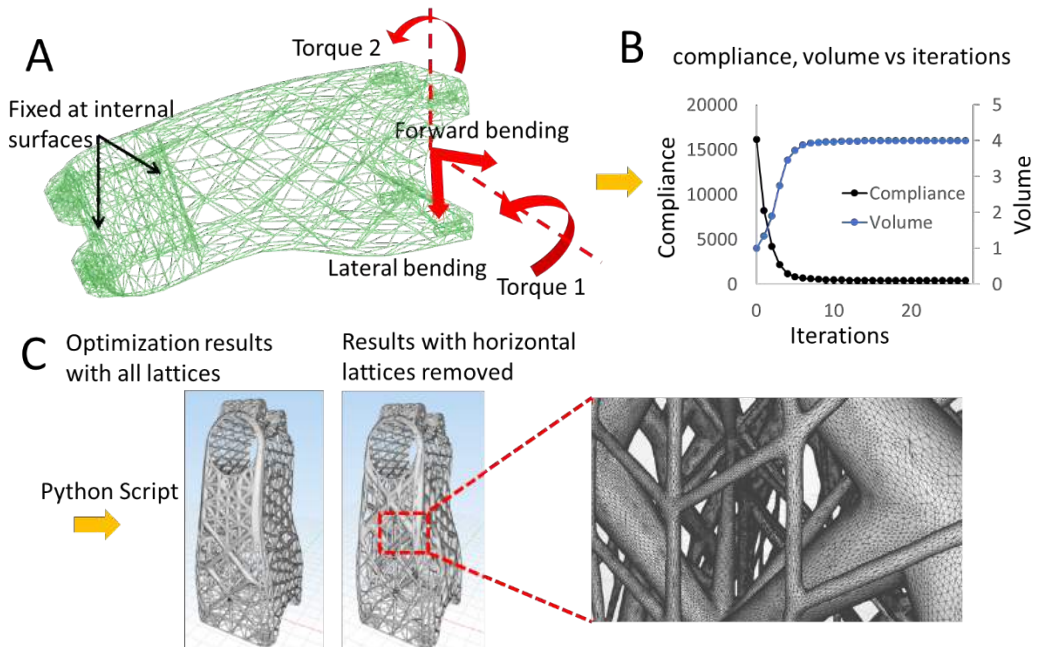 A
Torque 2
Fixed at internal
surfaces
Forward bending
Lateral bending
Torque 1
B
compliance, volume vs iterations
20000
15000
10000
5000
0
Compliance
5
4
3
2
1
0
Volume
Compliance
Volume
0
10
20
Iterations
C
Optimization results
with all lattices
Results with horizontal
lattices removed
Python Script